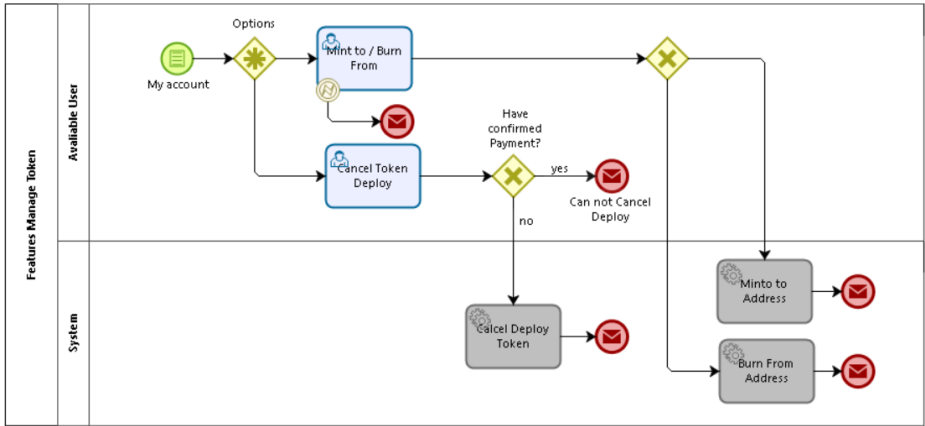 Features Manage Token
Avaliable User
Options
My account
Mint to / Burn
From
Have
confirmed
Payment?
Cancel Token
Deploy
yes
Can not Cancel
Deploy
no
System
Minto to
Address
Calcel Deploy
Token
Burn From
Address